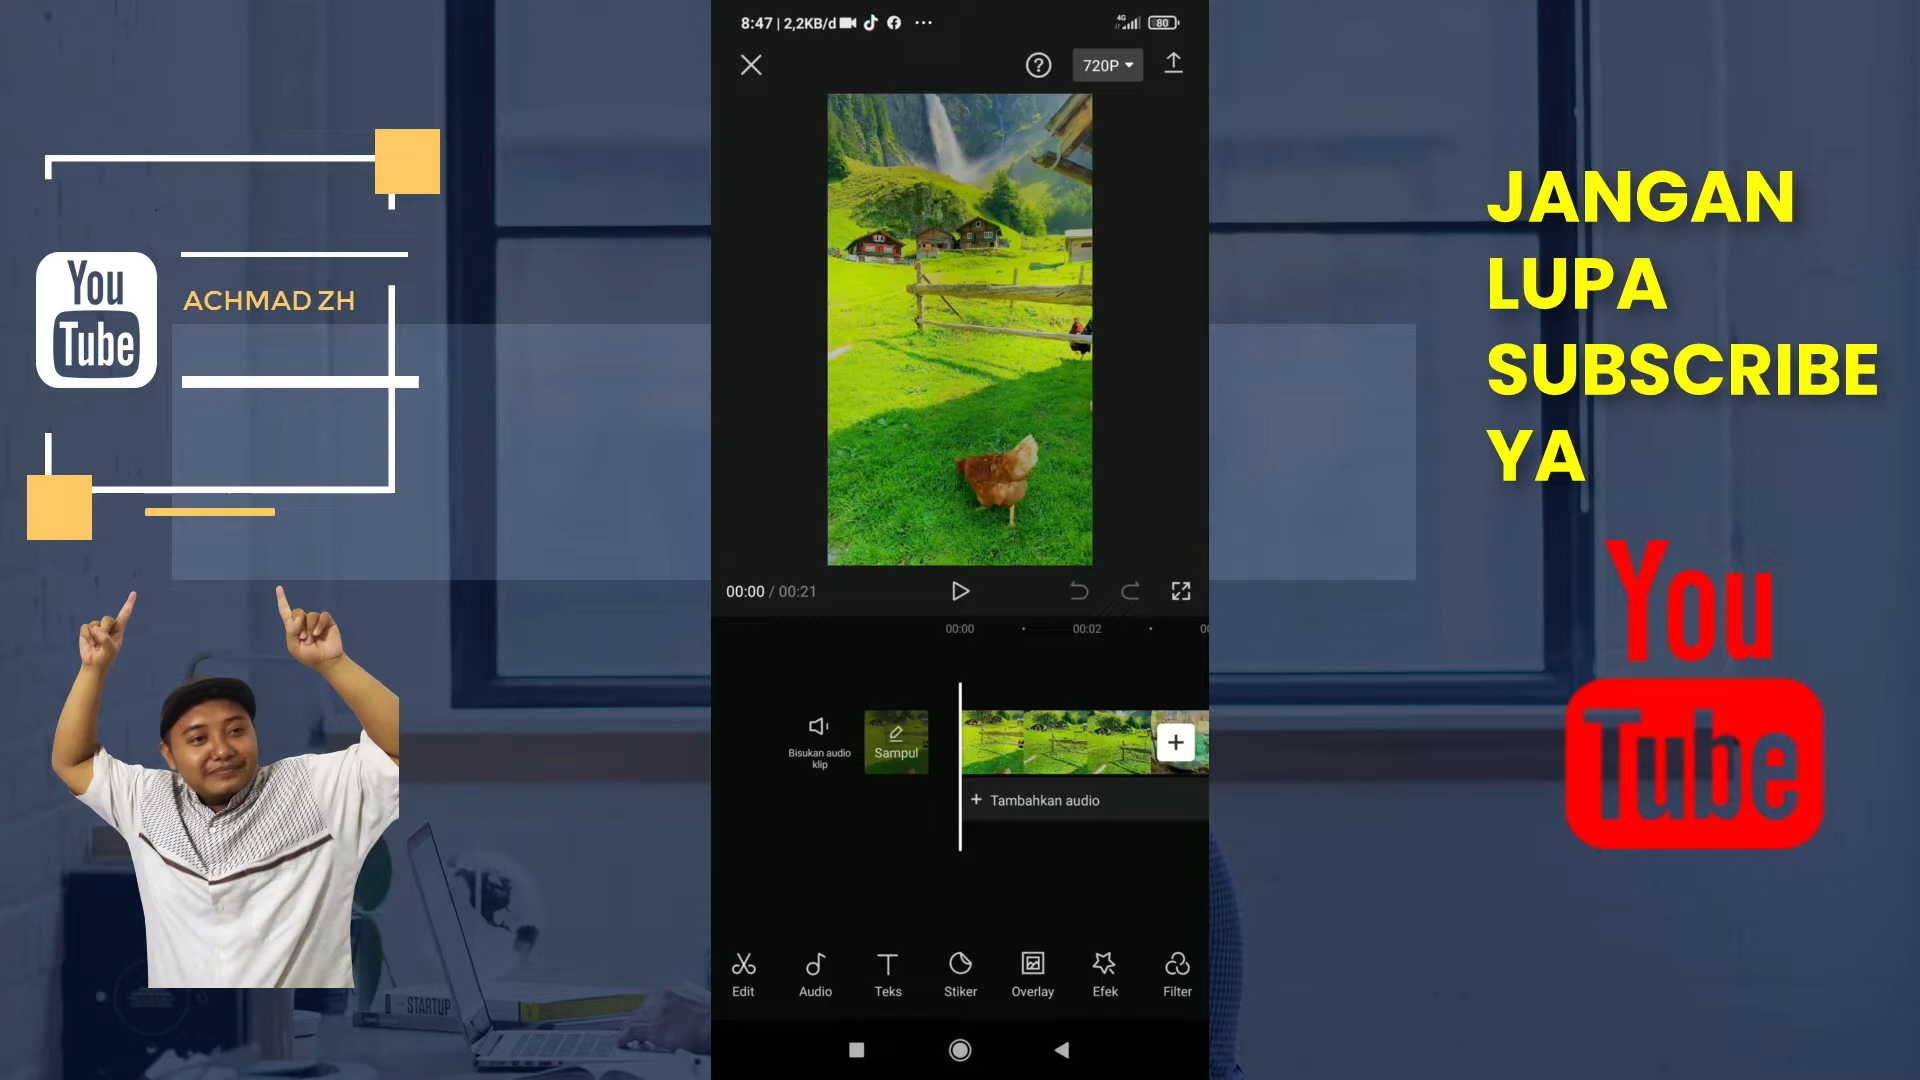 8:47 | 2,2KB/d ...
4G
80
720P
You
Tube
ACHMAD ZH
JANGAN
LUPA
SUBSCRIBE
YA
You
Tube
00:00 / 00:21
00:00
00:02
Bisukan audio
klip
Sampul
+ Tambahkan audio
Edit
Audio
Teks
Stiker
Overlay
Efek
Filter
STARTUP